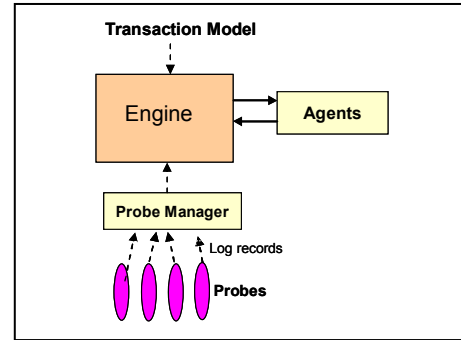 Transaction Model
Engine
Agents
Probe Manager
Log records
Probes